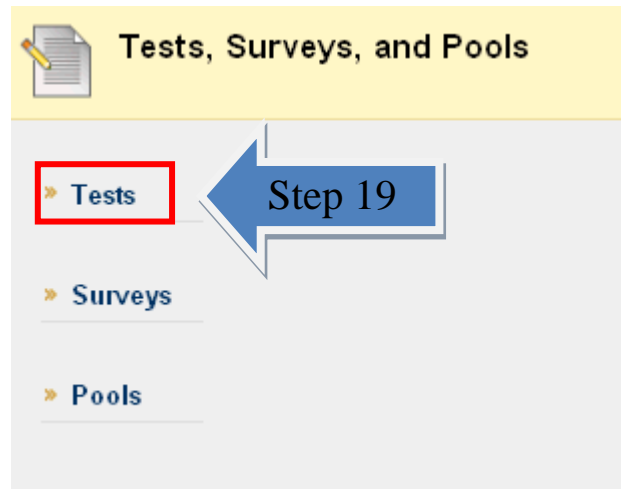 Tests, Surveys, and Pools
» Tests
Step 19
» Surveys
» Pools